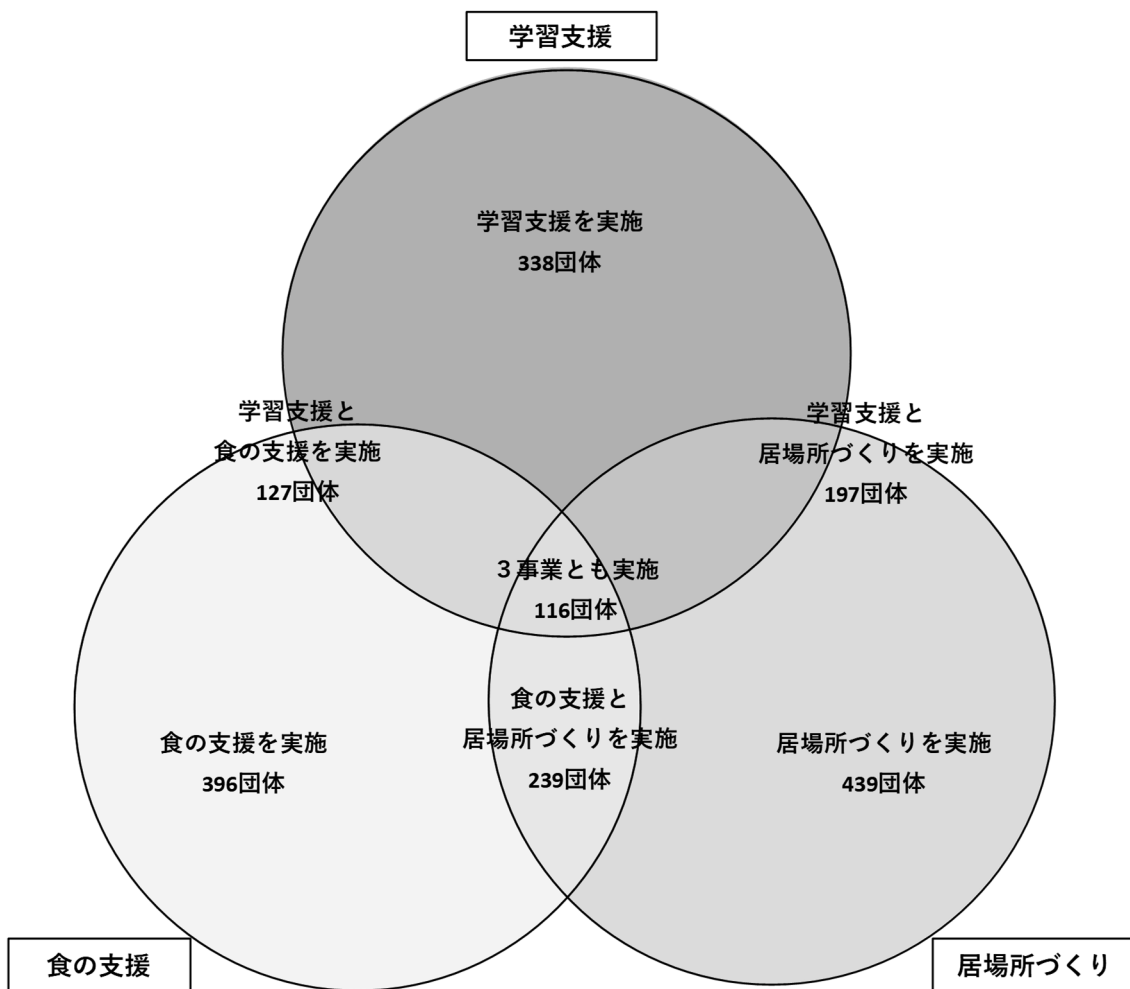 学習支援
学習支援を実施
338団体
学習支援と
食の支援を実施
127団体
学習支援と
居場所づくりを実施
197団体
３事業とも実施
116団体
食の支援と
居場所づくりを実施
239団体
食の支援を実施
396団体
居場所づくりを実施
439団体
食の支援
居場所づくり